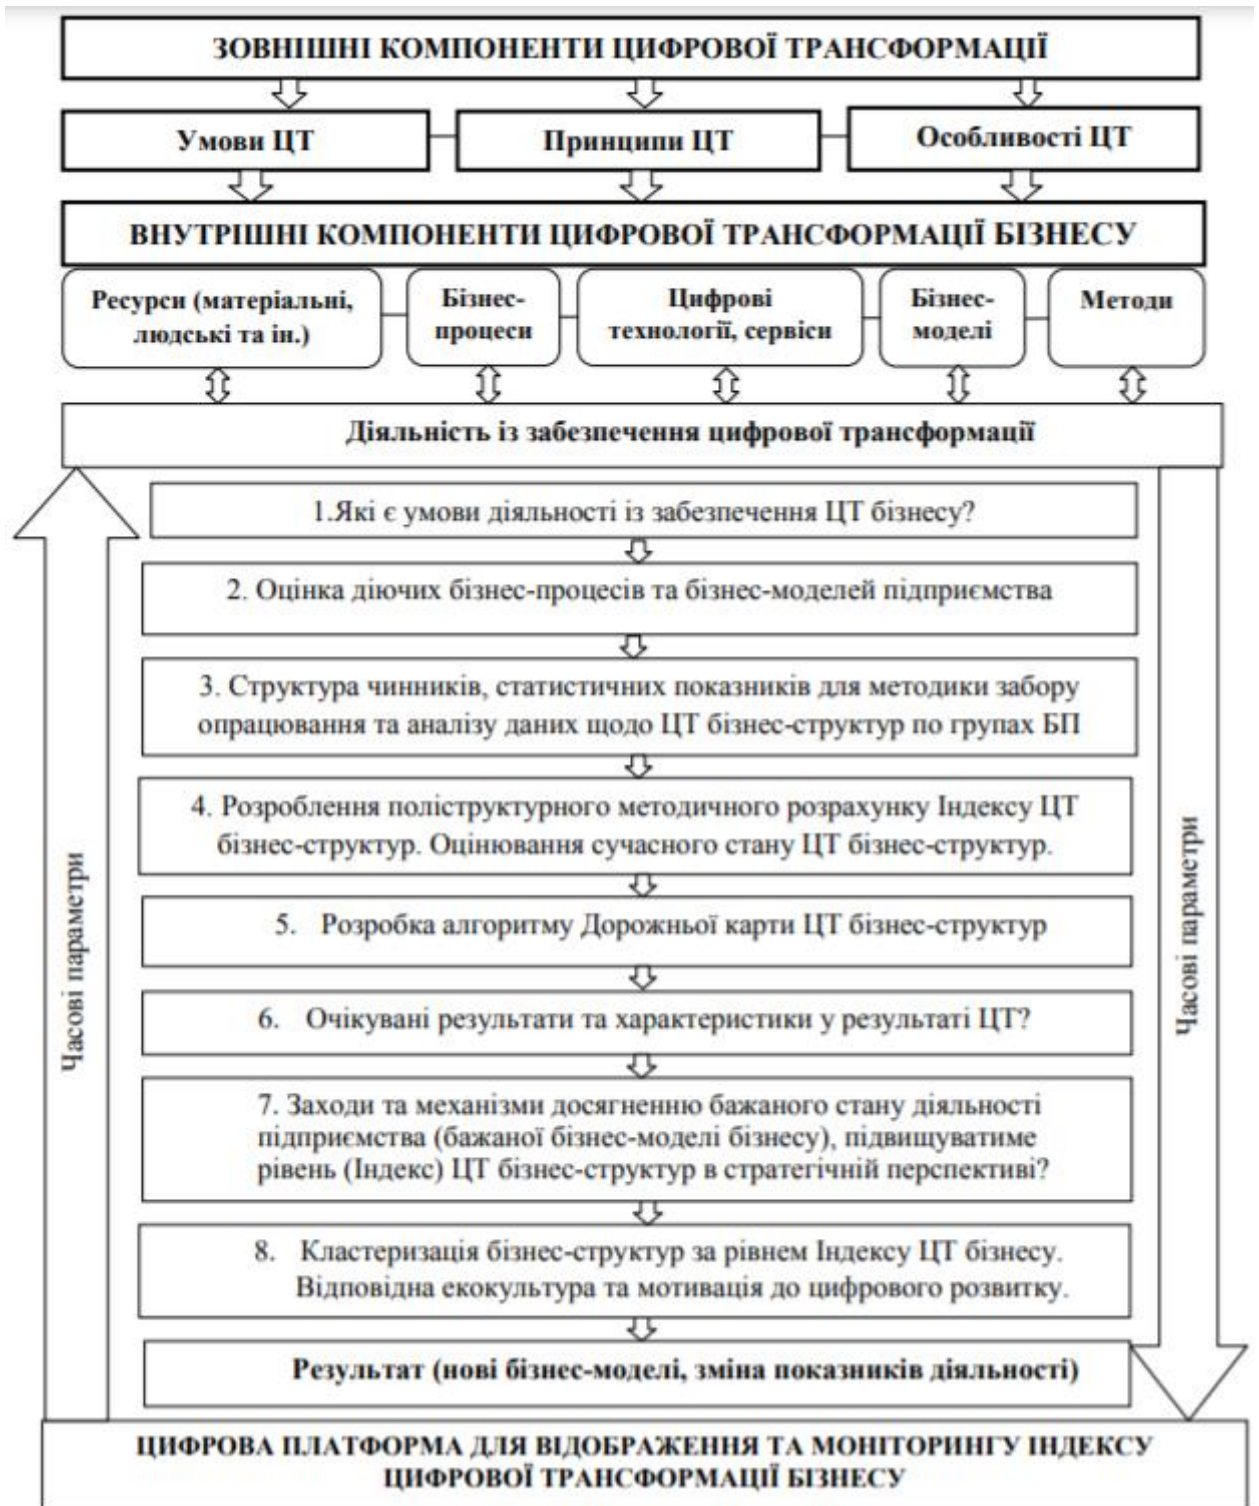 ЗОВНІШНІ КОМПОНЕНТИ ЦИФРОВОЇ ТРАНСФОРМАЦІЇ
Умови ЦТ
Принципи ЦТ
Особливості ЦТ
ВНУТРІШНІ КОМПОНЕНТИ ЦИФРОВОЇ ТРАНСФОРМАЦІЇ БІЗНЕСУ
Ресурси (матеріальні,
людські та ін.)
Бізнес-
процеси
Цифрові
технології, сервіси
Бізнес-
моделі
Методи
Діяльність із забезпечення цифрової трансформації
Часові параметри
1.Які є умови діяльності із забезпечення ЦТ бізнесу?
2. Оцінка діючих бізнес-процесів та бізнес-моделей підприємства
3. Структура чинників, статистичних показників для методики забору
опрацювання та аналізу даних щодо ЦТ бізнес-структур по групах БП
4. Розроблення поліструктурного методичного розрахунку Індексу ЦТ
бізнес-структур. Оцінювання сучасного стану ЦТ бізнес-структур.
5. Розробка алгоритму Дорожньої карти ЦТ бізнес-структур
6. Очікувані результати та характеристики у результаті ЦТ?
7. Заходи та механізми досягненню бажаного стану діяльності
підприємства (бажаної бізнес-моделі бізнесу), підвищуватиме
рівень (Індекс) ЦТ бізнес-структур в стратегічній перспективі?
8. Кластеризація бізнес-структур за рівнем Індексу ЦТ бізнесу.
Відповідна екокультура та мотивація до цифрового розвитку.
Результат (нові бізнес-моделі, зміна показників діяльності)
Часові параметри
ЦИФРОВА ПЛАТФОРМА ДЛЯ ВІДОБРАЖЕННЯ ТА МОНІТОРИНГУ ІНДЕКСУ
ЦИФРОВОЇ ТРАНСФОРМАЦІЇ БІЗНЕСУ